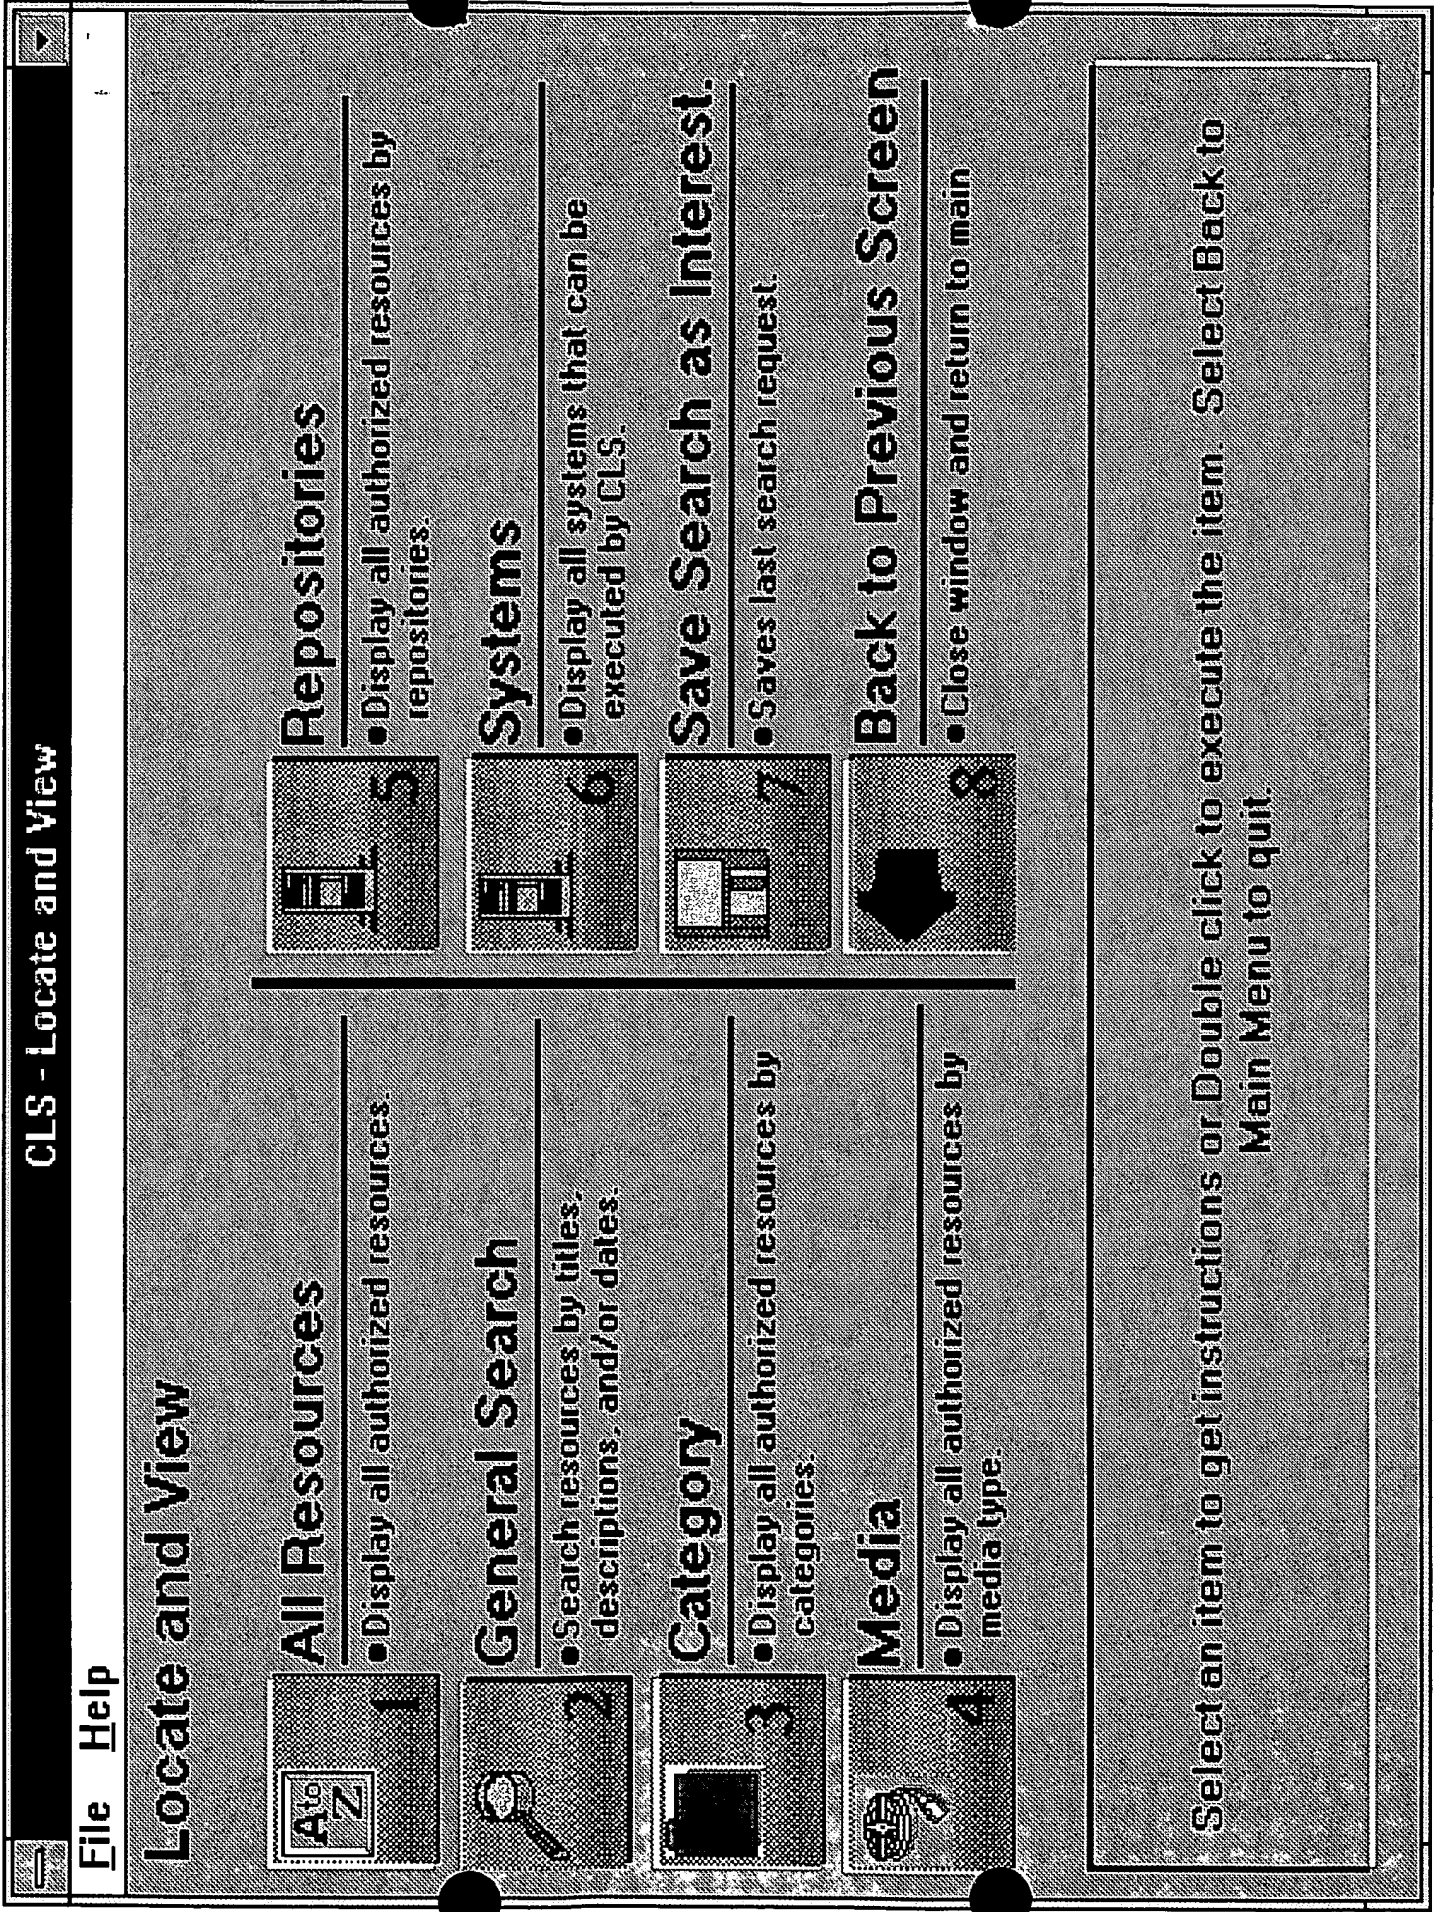 CLS - Locate and View
File Help
Locate and View
A to
Z
1
All Resources
● Display all authorized resources.
2
General Search
● Search resources by titles,
descriptions, and/or dates.
3
Category
● Display all authorized resources by
categories.
4
Media
● Display all authorized resources by
media type.
5
Repositories
● Display all authorized resources by
repositories.
6
Systems
● Display all systems that can be
executed by CLS.
7
Save Search as Interest.
● Saves last search request.
8
Back to Previous Screen
● Close window and return to main
Select an item to get instructions or Double click to execute the item. Select Back to
Main Menu to quit.